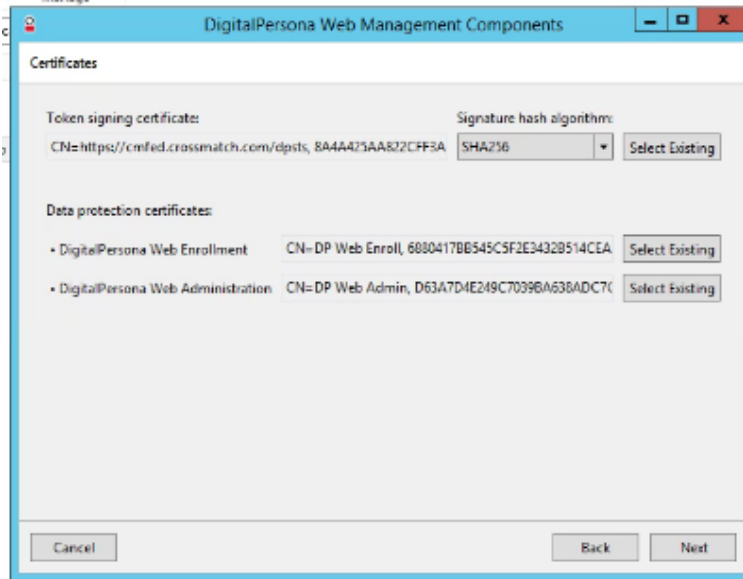 DigitalPersona Web Management Components
Certificates
Token signing certificate: Signature hash algorithm:
CN=https://cmfed.crossmatch.com/dpsts, 8A4A425AA822CFF3A SHA256 Select Existing
Data protection certificates:
• DigitalPersona Web Enrollment CN=DP Web Enroll, 6880417BB545C5F2E3432B514CEA Select Existing
• DigitalPersona Web Administration CN=DP Web Admin, D63A7D4E249C7039BA638ADC7C Select Existing
Cancel Back Next